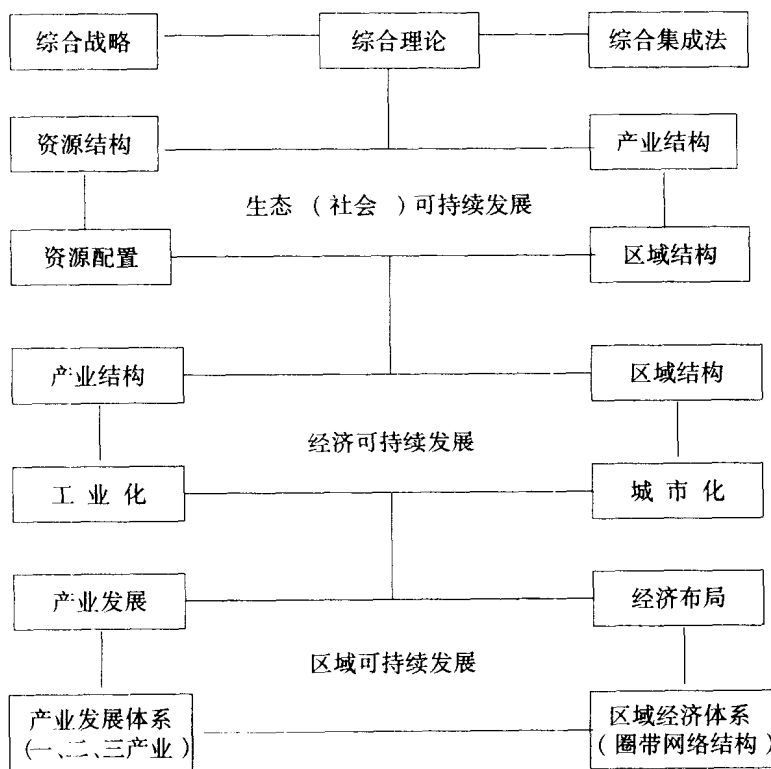 综合战略 综合理论 综合集成法
资源结构 产业结构
生态（社会 ）可持续发展
资源配置 区域结构
产业结构 区域结构
经济可持续发展
工 业 化 城 市 化
产业发展 经济布局
区域可持续发展
产业发展体系 区域经济体系
(一、二、三产业) (圈带网络结构)